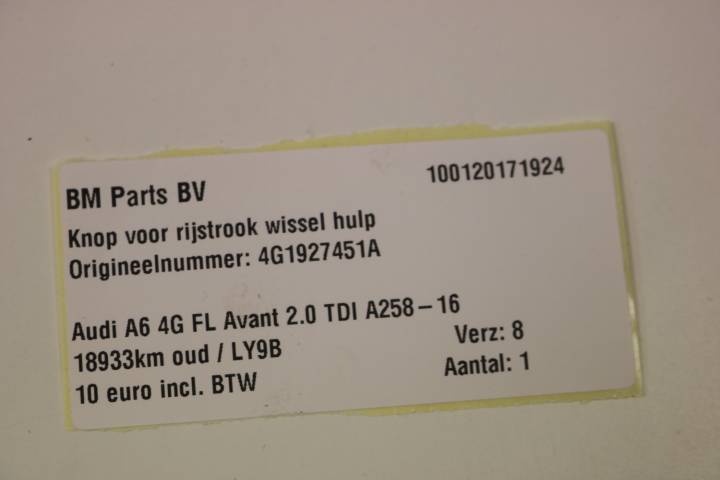 BM Parts BV
100120171924
Knop voor rijstrook wissel hulp
Origineelnummer: 4G1927451A
Audi A6 4G FL Avant 2.0 TDI A258-16
18933km oud / LY9B
Verz: 8
10 euro incl. BTW
Aantal: 1